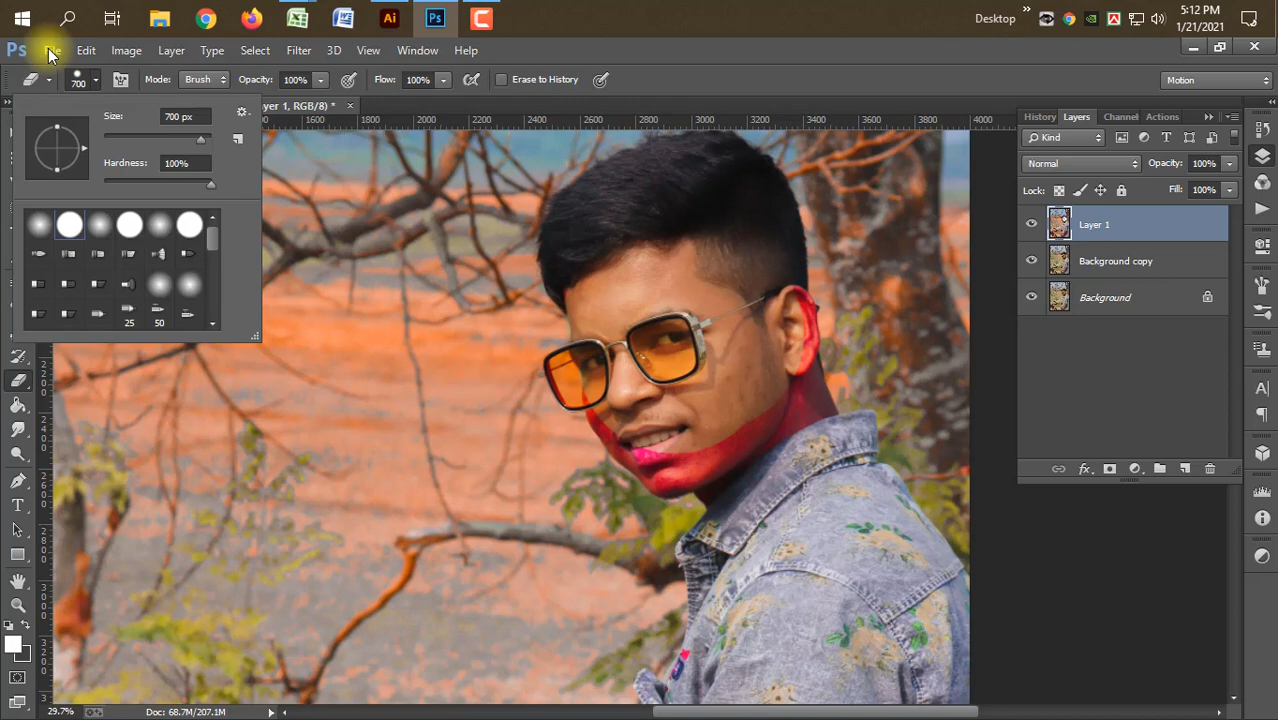 Desktop
5:12 PM
1/21/2021
Ai
Ps
Ps
Edit
Image
Layer
Type
Select
Filter
3D
View
Window
Help
700
Mode:
Brush
Opacity:
100%
Flow:
100%
Erase to History
Motion
Size:
700 px
Hardness:
100%
25
50
ayer 1, RGB/8) *
1600
1800
2000
2200
2400
2600
2800
3000
3200
3400
3600
3800
4000
History
Layers
Channel
Actions
Kind
Normal
Opacity:
100%
Lock:
Fill:
100%
Layer 1
Background copy
Background
29.7%
Doc: 68.7M/207.1M